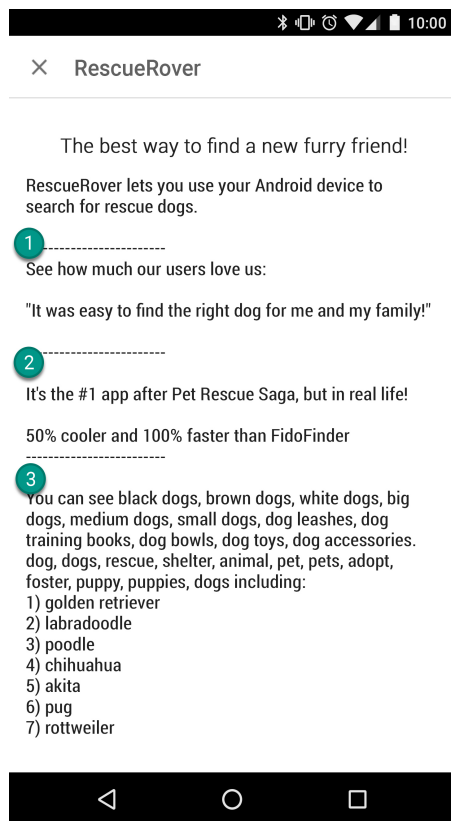 10:00
RescueRover
The best way to find a new furry friend!
RescueRover lets you use your Android device to
search for rescue dogs.
1 ----------------------
See how much our users love us:
"It was easy to find the right dog for me and my family!"
----------------------
2
It's the #1 app after Pet Rescue Saga, but in real life!
50% cooler and 100% faster than FidoFinder
-------------------------
3
You can see black dogs, brown dogs, white dogs, big
dogs, medium dogs, small dogs, dog leashes, dog
training books, dog bowls, dog toys, dog accessories.
dog, dogs, rescue, shelter, animal, pet, pets, adopt,
foster, puppy, puppies, dogs including:
1) golden retriever
2) labradoodle
3) poodle
4) chihuahua
5) akita
6) pug
7) rottweiler